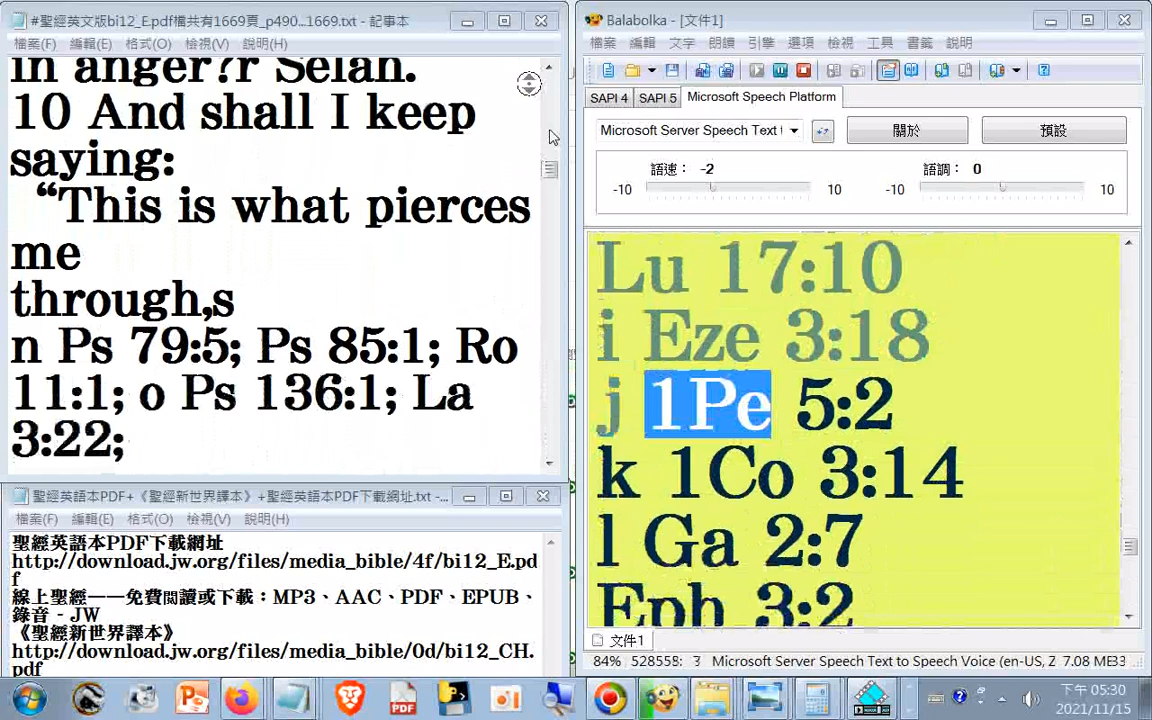 #聖經英文版bi12_E.pdf檔共有1669頁_p490...1669.txt - 記事本
檔案(F) 編輯(E) 格式(O) 檢視(V) 說明(H)
in anger?r Selah.
10 And shall I keep
saying:
“This is what pierces
me
through,s
n Ps 79:5; Ps 85:1; Ro
11:1; o Ps 136:1; La
3:22;
聖經英語本PDF+《聖經新世界譯本》+聖經英語本PDF下載網址.txt -...
檔案(F) 編輯(E) 格式(O) 檢視(V) 說明(H)
聖經英語本PDF下載網址
http://download.jw.org/files/media_bible/4f/bi12_E.pd
f
線上聖經——免費閱讀或下載：MP3、AAC、PDF、EPUB、
錄音 - JW
《聖經新世界譯本》
http://download.jw.org/files/media_bible/0d/bi12_CH.
pdf
Balabolka - [文件1]
檔案 編輯 文字 朗讀 引擎 選項 檢視 工具 書籤 說明
SAPI 4 SAPI 5 Microsoft Speech Platform
Microsoft Server Speech Text 關於 預設
語速： -2 語調： 0
-10 10 -10 10
Lu 17:10
i Eze 3:18
j 1Pe 5:2
k 1Co 3:14
l Ga 2:7
Eph 3:2
文件1
84% 528558: Microsoft Server Speech Text to Speech Voice (en-US, Z 7.08 MB
PDF
下午 05:30
2021/11/15